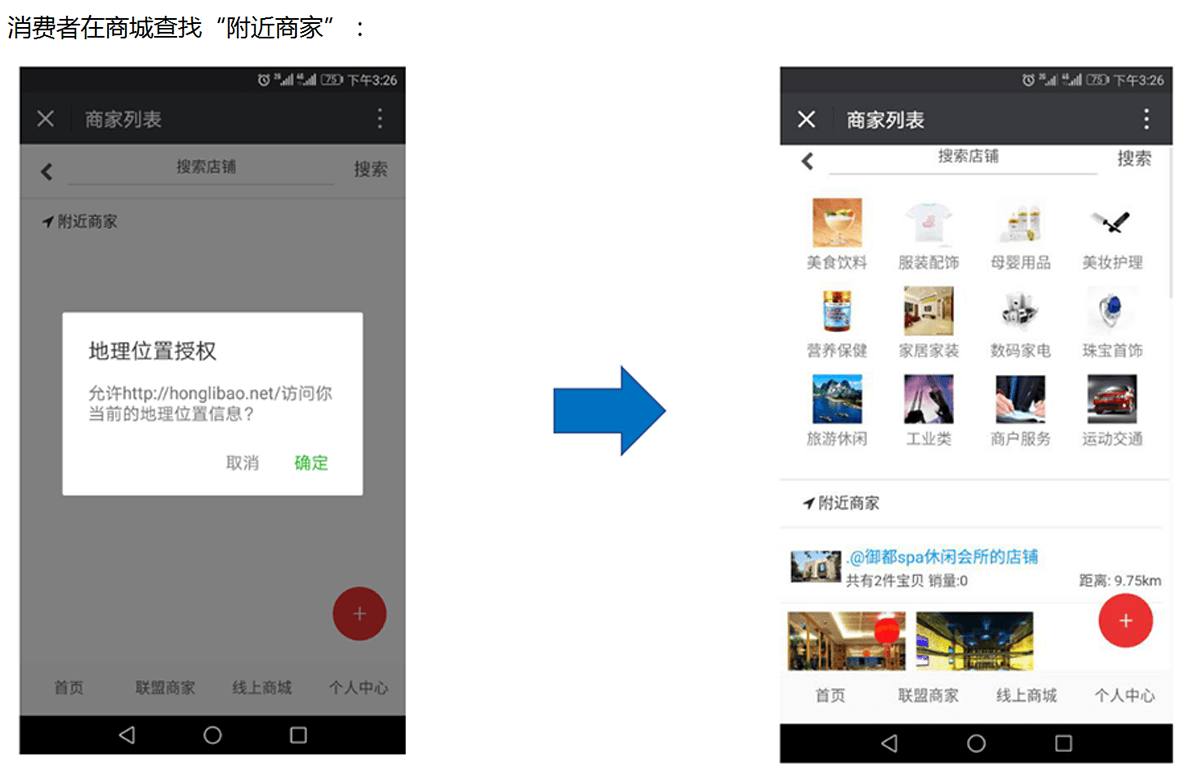 消费者在商城查找“附近商家”：
75 下午3:26
商家列表
搜索店铺 搜索
附近商家
地理位置授权
允许http://honglibao.net/访问你
当前的地理位置信息？
取消 确定
+
首页 联盟商家 线上商城 个人中心
75 下午3:26
商家列表
搜索店铺 搜索
美食饮料 服装配饰 母婴用品 美妆护理
营养保健 家居家装 数码家电 珠宝首饰
旅游休闲 工业类 商户服务 运动交通
附近商家
.@御都spa休闲会所的店铺
共有2件宝贝 销量:0 距离: 9.75km
+
首页 联盟商家 线上商城 个人中心